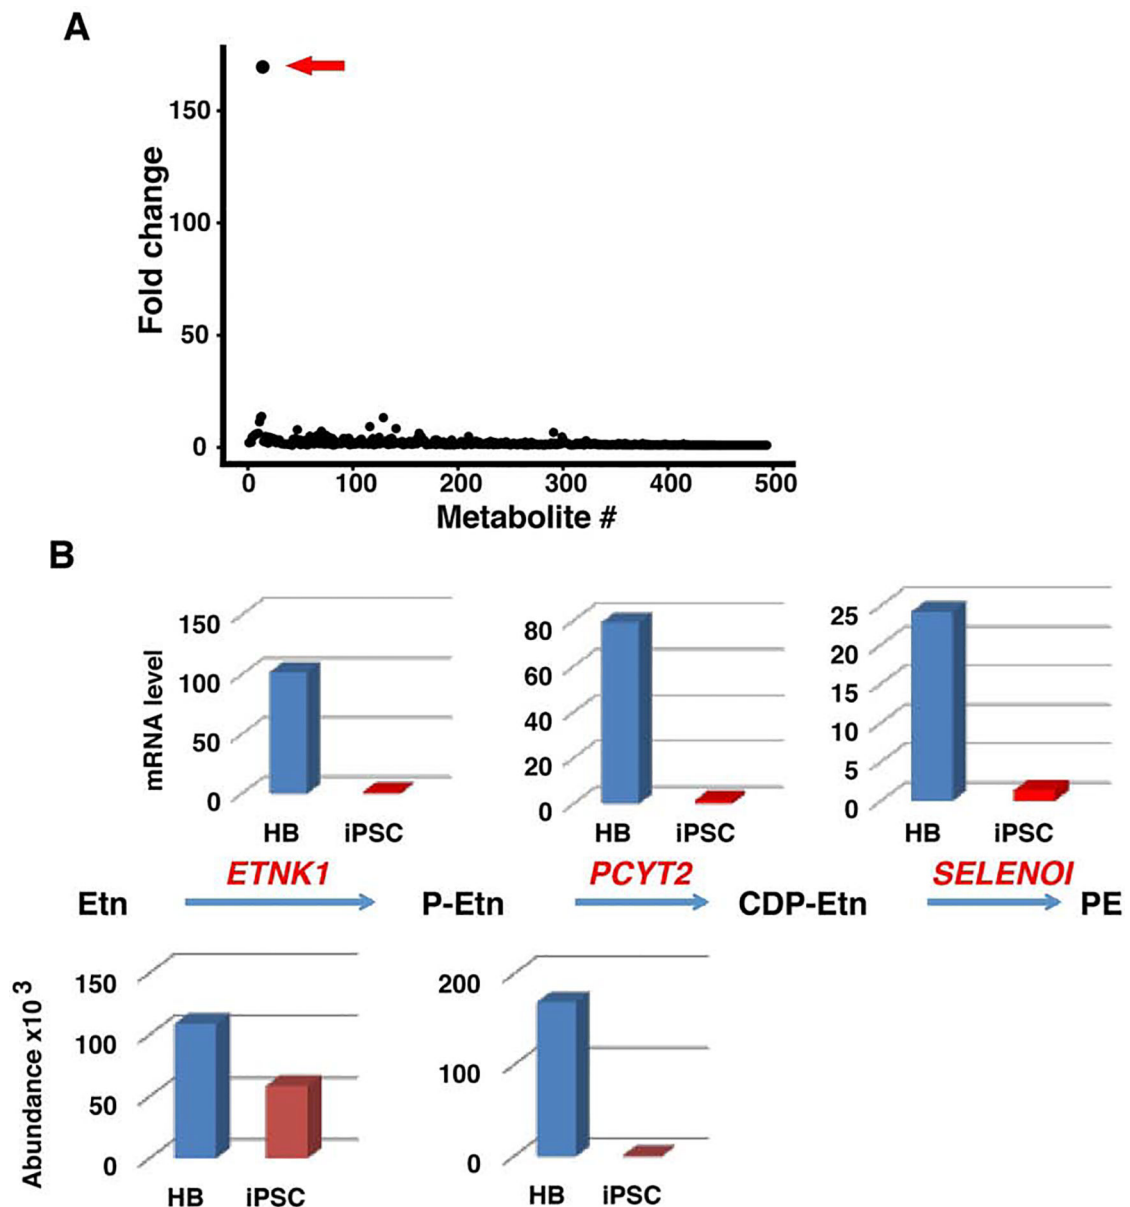 A
Fold change
150
100
50
0
0 100 200 300 400 500
Metabolite #
B
mRNA level
150
100
50
0
HB iPSC
80
60
40
20
0
HB iPSC
25
20
15
10
5
0
HB iPSC
ETNK1 PCYT2 SELENOI
Etn P-Etn CDP-Etn PE
Abundance x10 3
150
100
50
0
HB iPSC
200
100
0
HB iPSC